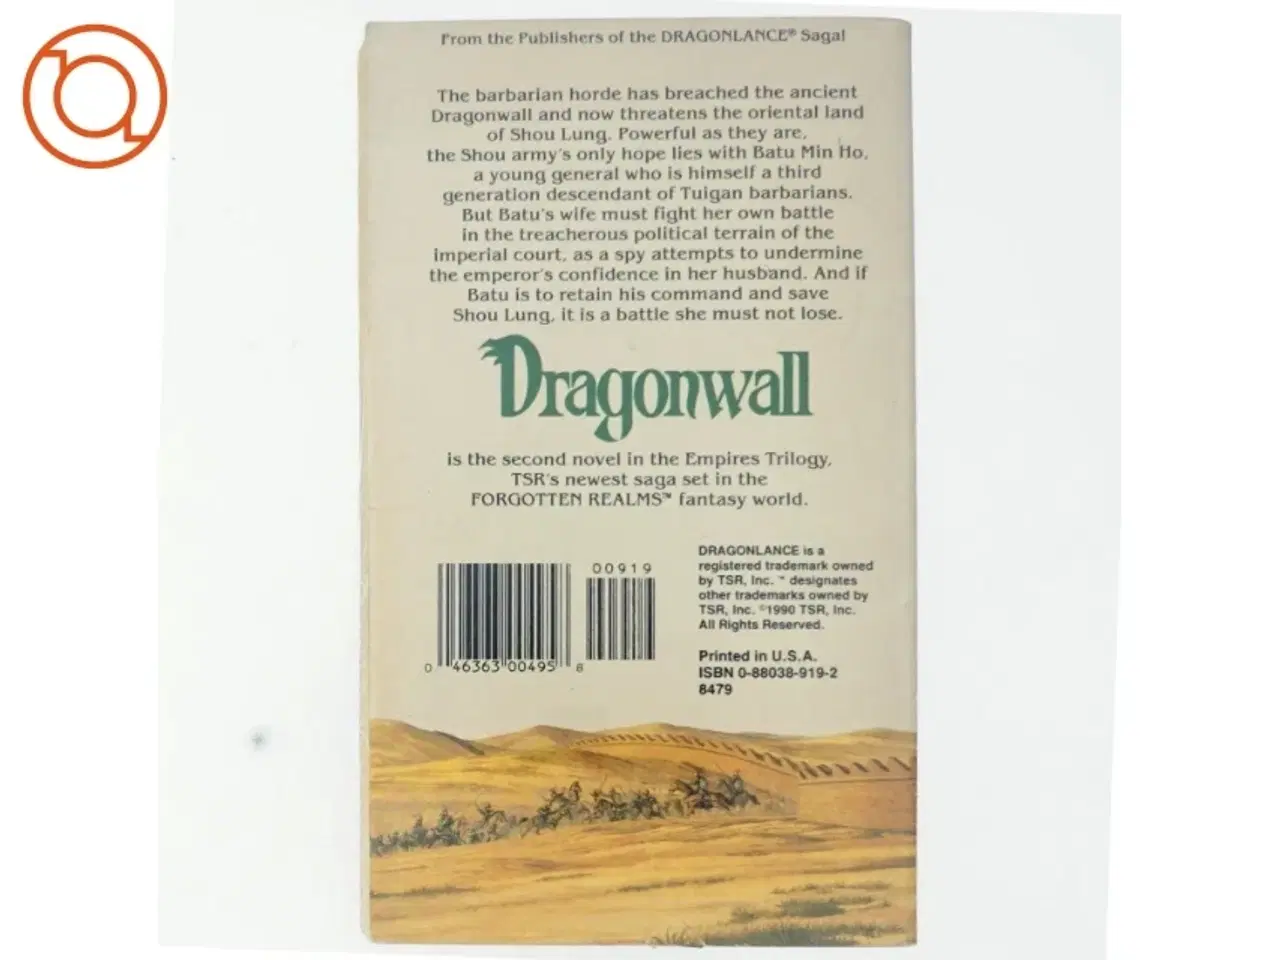 From the Publishers of the DRAGONLANCE® Saga!
The barbarian horde has breached the ancient
Dragonwall and now threatens the oriental land
of Shou Lung. Powerful as they are,
the Shou army's only hope lies with Batu Min Ho,
a young general who is himself a third
generation descendant of Tuigan barbarians.
But Batu's wife must fight her own battle
in the treacherous political terrain of the
imperial court, as a spy attempts to undermine
the emperor's confidence in her husband. And if
Batu is to retain his command and save
Shou Lung, it is a battle she must not lose.
Dragonwall
is the second novel in the Empires Trilogy,
TSR's newest saga set in the
FORGOTTEN REALMS™ fantasy world.
00919
0 46363 00495 8
DRAGONLANCE is a
registered trademark owned
by TSR, Inc. ™ designates
other trademarks owned by
TSR, Inc. ©1990 TSR, Inc.
All Rights Reserved.
Printed in U.S.A.
ISBN 0-88038-919-2
8479